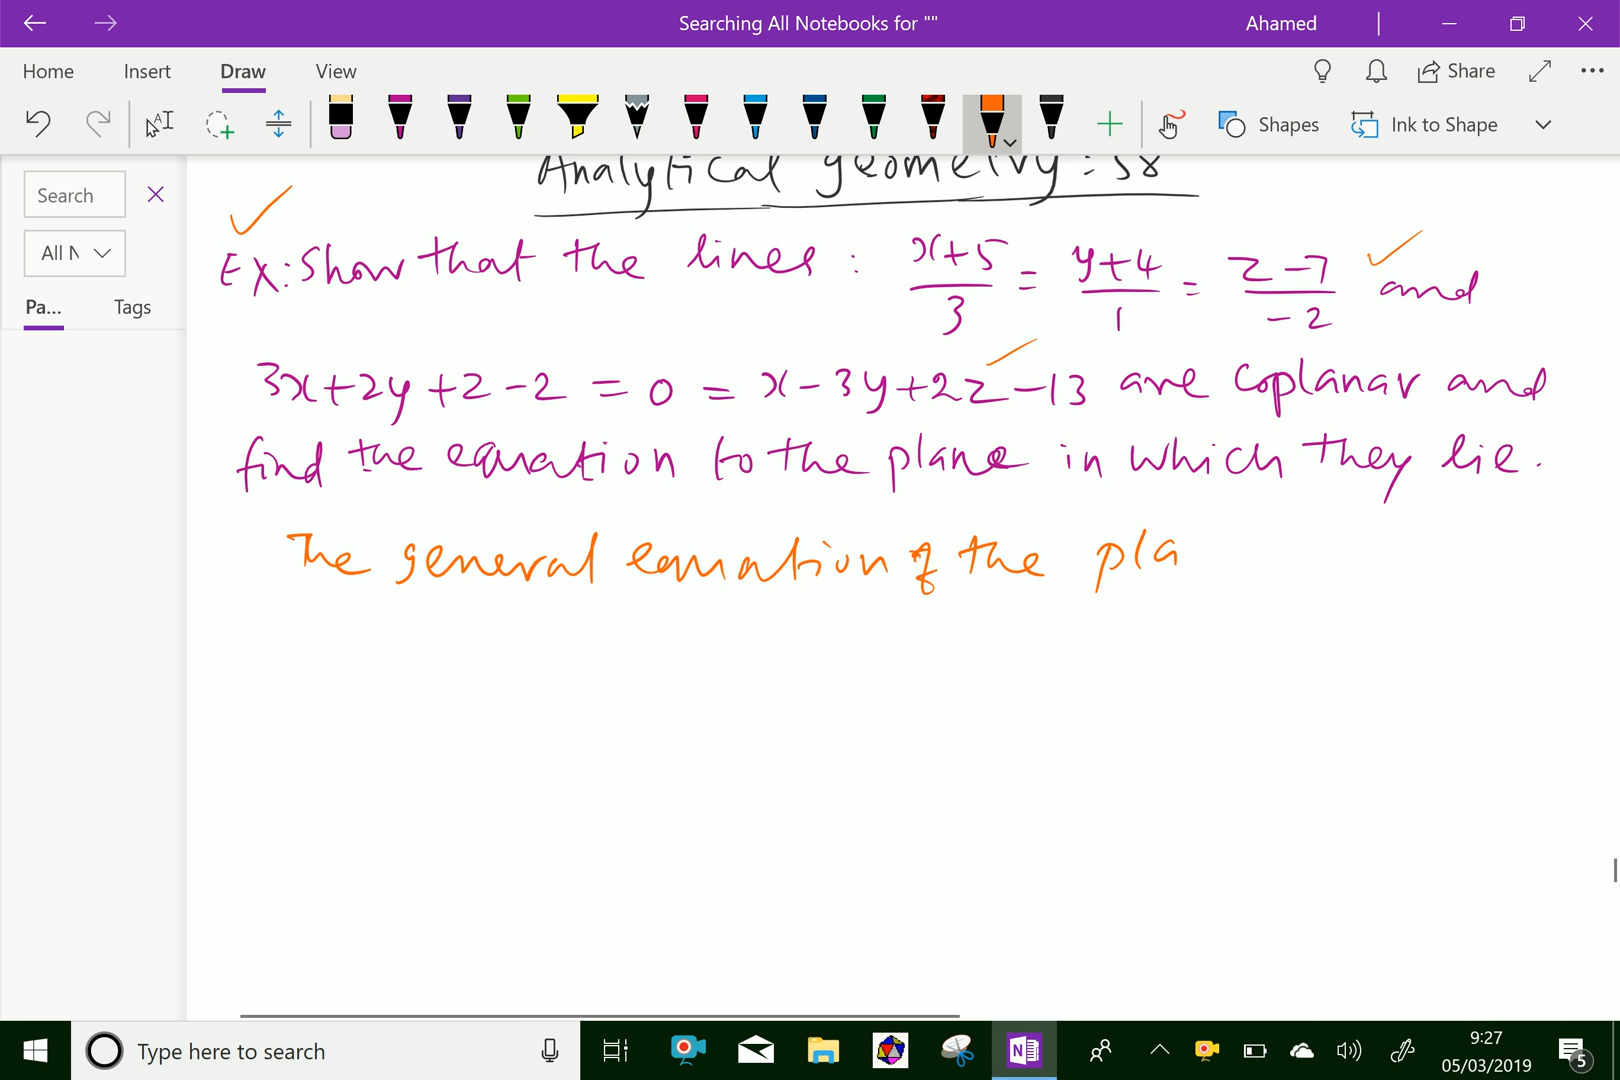 Searching All Notebooks for ""
Ahamed
Home Insert Draw View
Share
Shapes
Ink to Shape
Search
All N
Pa... Tags
Analytical geometry: 58
Ex: Show that the lines : x+5/3 = y+4/1 = z-7/-2 and
3x+2y+z-2 = 0 = x-3y+2z-13 are coplanar and
find the equation to the plane in which they lie.
The general equation of the pla
Type here to search
9:27
05/03/2019
5